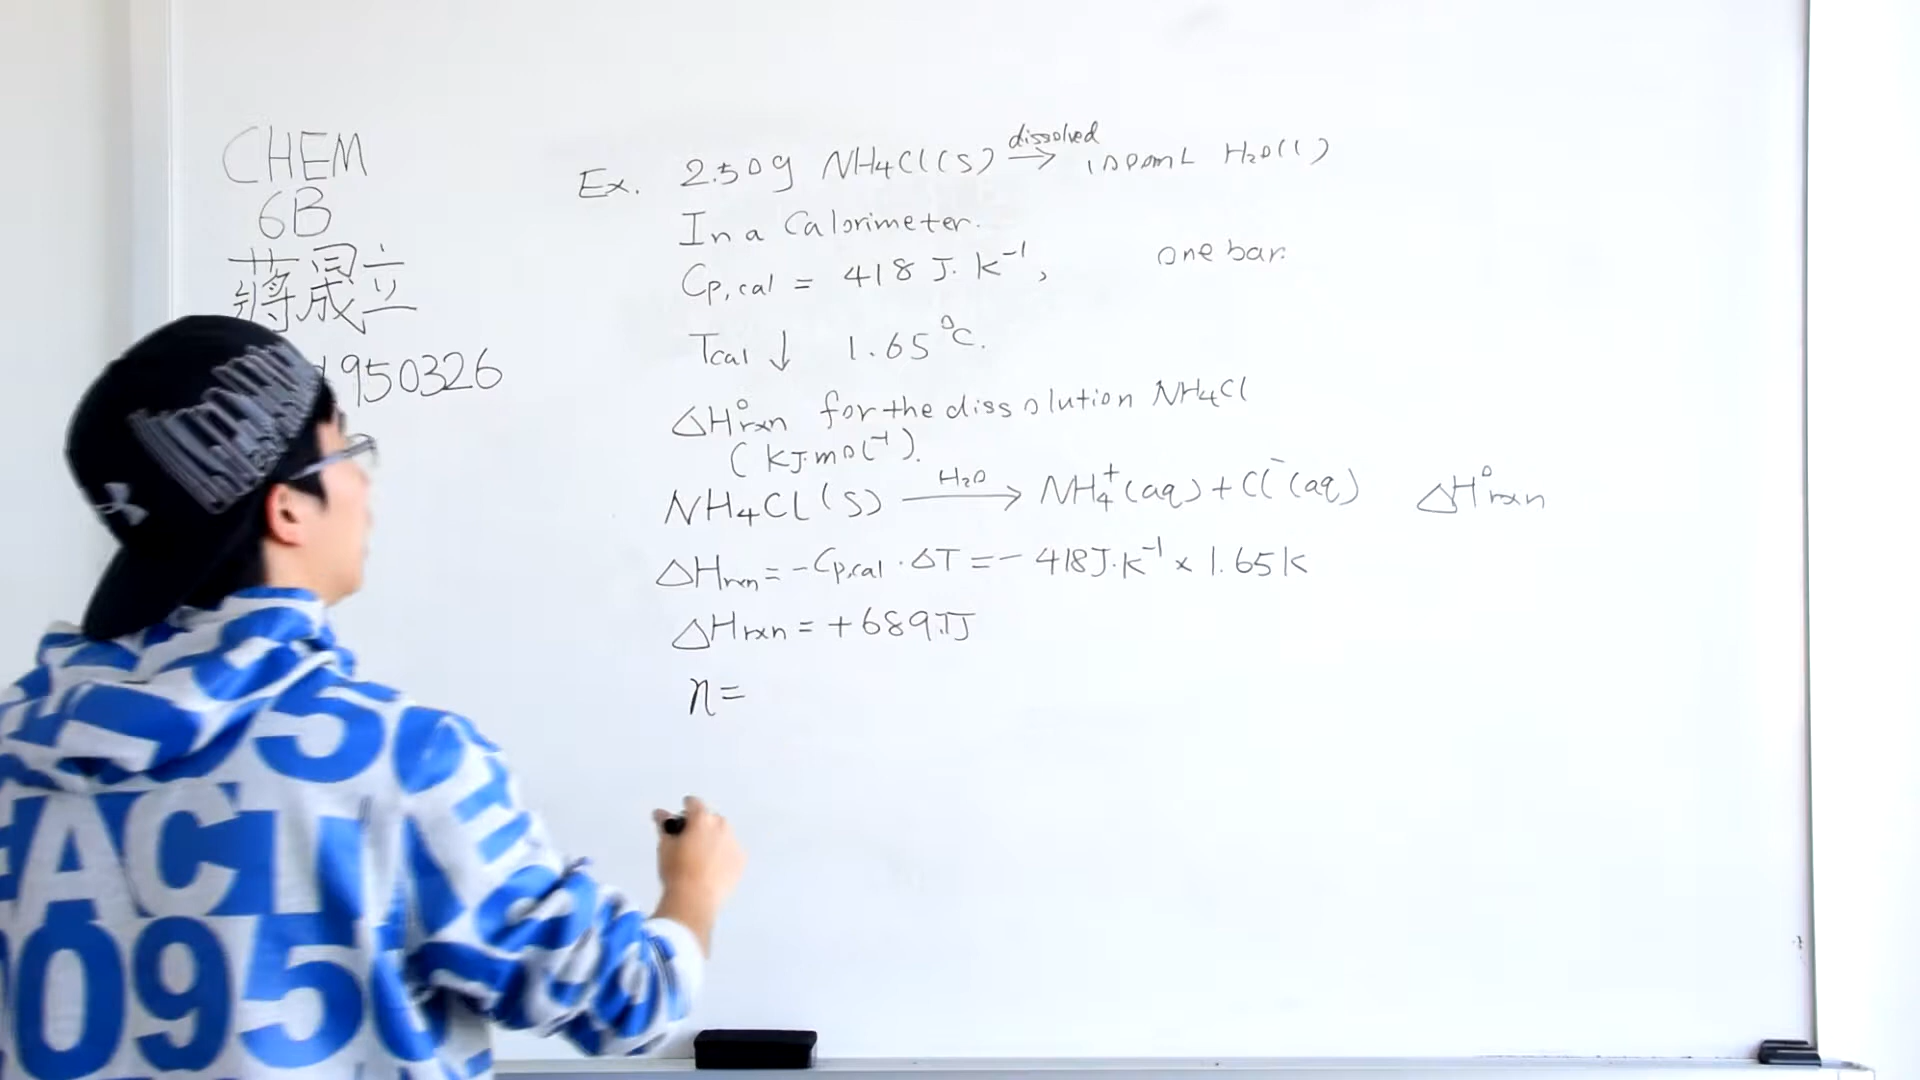 CHEM
6B
蔣晟立
950326
Ex. 2.50g NH₄Cl(s) dissolved → 100mL H₂O(l)
In a Calorimeter.
Cp,cal = 418 J·k⁻¹, one bar.
Tcal ↓ 1.65°C.
ΔH°rxn for the dissolution NH₄Cl
(kJ·mol⁻¹).
NH₄Cl(s) H₂O → NH₄⁺(aq) + Cl⁻(aq) ΔH°rxn
ΔHrxn = -Cp,cal · ΔT = - 418J·k⁻¹ × 1.65k
ΔHrxn = +689.7J
n =
ACT
095